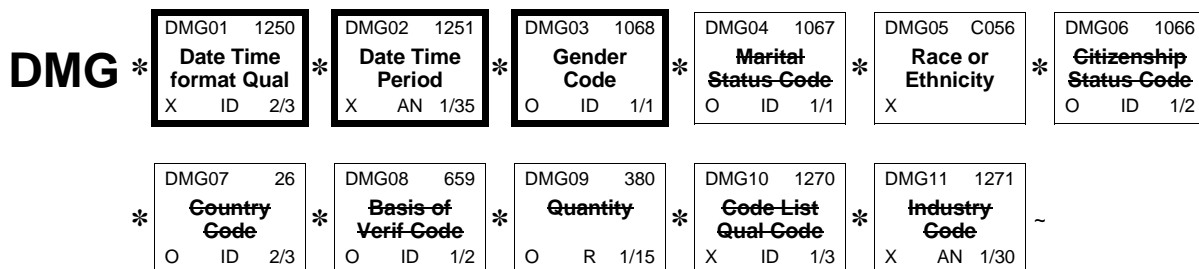 DMG01 1250 DMG02 1251 DMG03 1068 DMG04 1067 DMG05 C056 DMG06 1066
DMG * Date Time * Date Time * Gender * Marital * Race or * Citizenship
format Qual Period Code Status Code Ethnicity Status Code
X ID 2/3 X AN 1/35 O ID 1/1 O ID 1/1 X O ID 1/2
DMG07 26 DMG08 659 DMG09 380 DMG10 1270 DMG11 1271
* Country * Basis of * Quantity * Code List * Industry ~
Code Verif Code Qual Code Code
O ID 2/3 O ID 1/2 O R 1/15 X ID 1/3 X AN 1/30